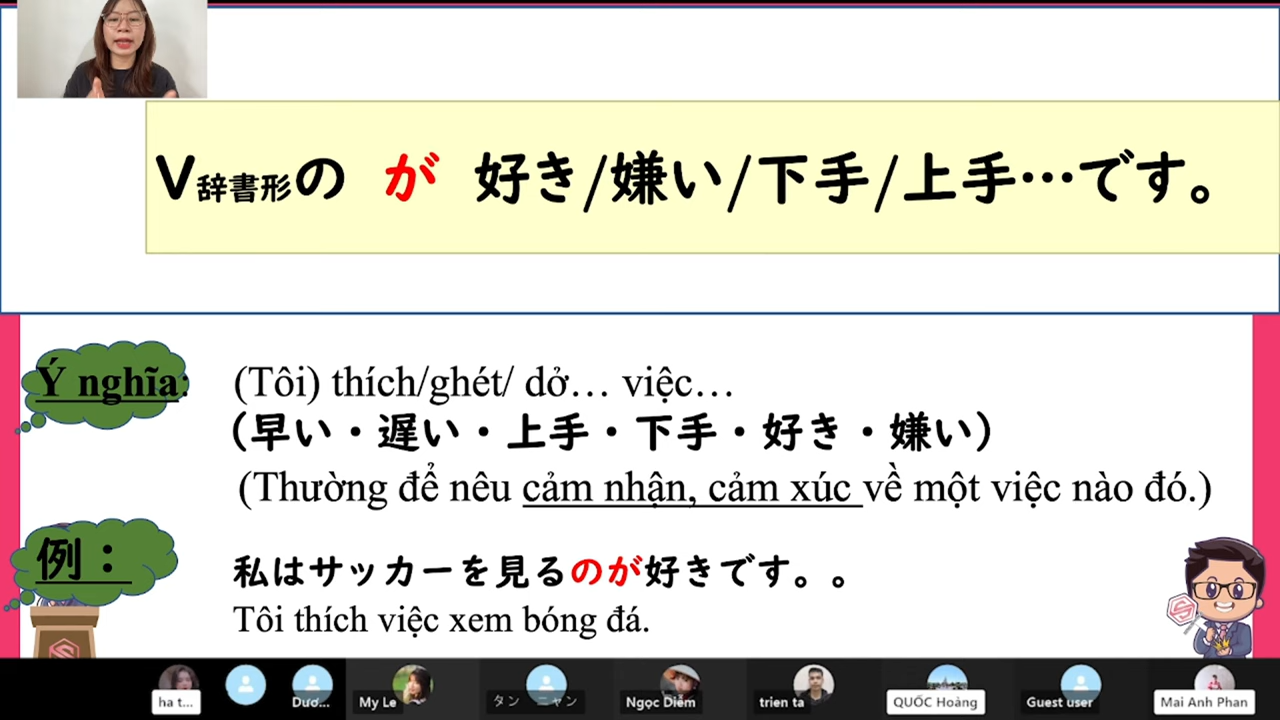 V辞書形の が 好き/嫌い/下手/上手…です。
Ý nghĩa:
(Tôi) thích/ghét/ dở… việc…
(早い・遅い・上手・下手・好き・嫌い)
(Thường để nêu cảm nhận, cảm xúc về một việc nào đó.)
例：
私はサッカーを見るのが好きです。。
Tôi thích việc xem bóng đá.
ha t...
Dươ...
My Le
タン ニャン
Ngọc Diễm
trien ta
QUỐC Hoàng
Guest user
Mai Anh Phan